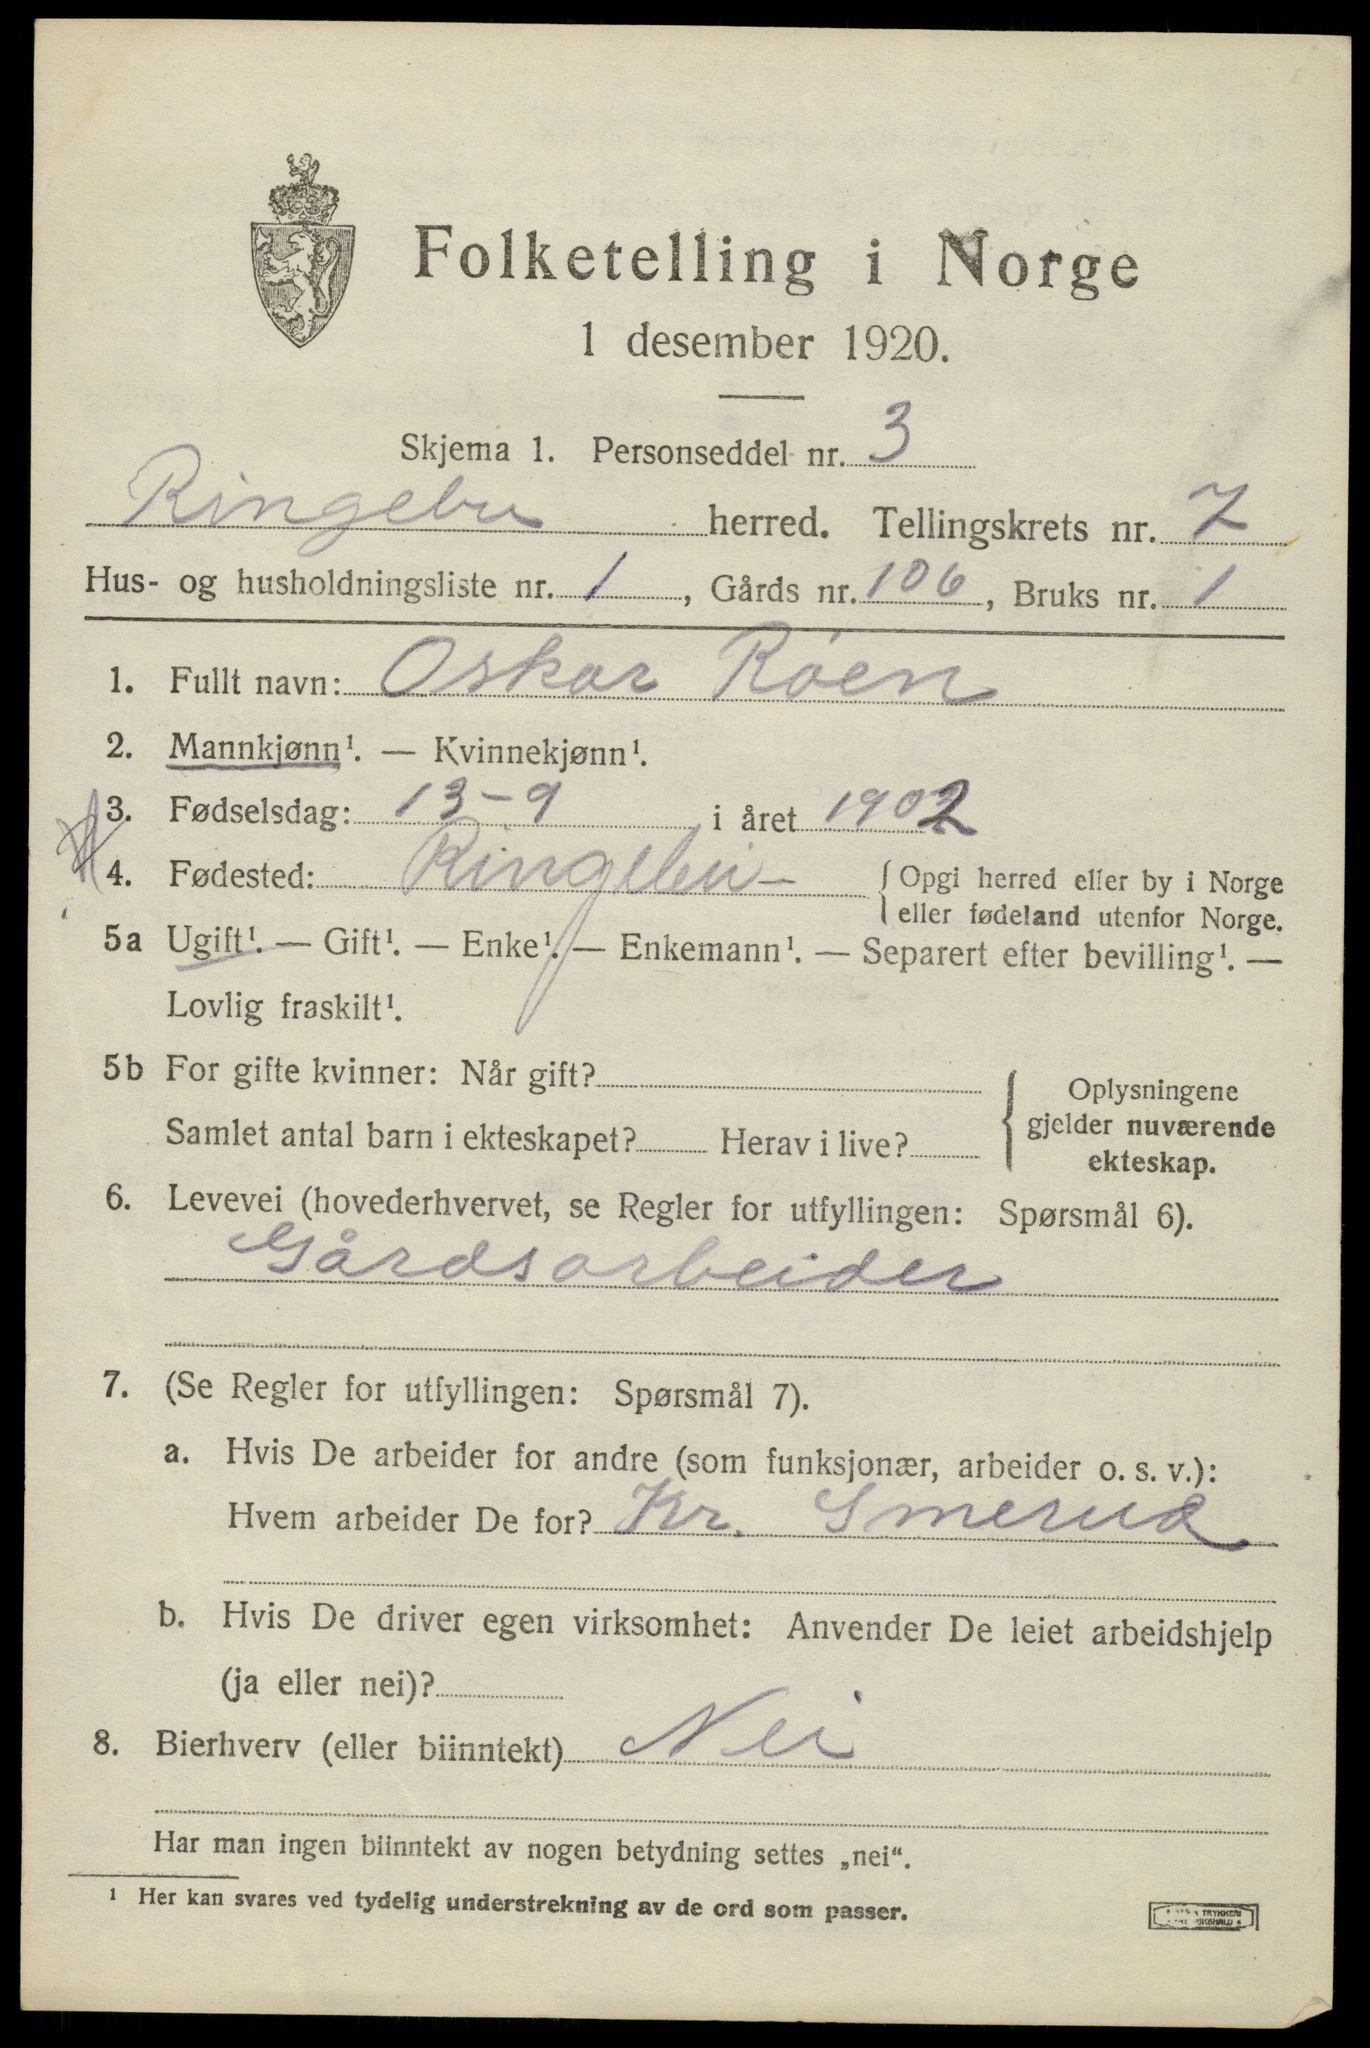 Folketelling i Norge
1 desember 1920.
Skjema 1. Personseddel nr. 3
Ringebu herred. Tellingskrets nr. 7
Hus- og husholdningsliste nr. 1, Gårds nr. 106, Bruks nr. 1
1. Fullt navn: Oskar Röen
2. Mannkjønn¹. — Kvinnekjønn¹.
3. Fødselsdag: 13-9 i året 1902
4. Fødested: Ringebu - { Opgi herred eller by i Norge
eller fødeland utenfor Norge.
5a Ugift¹. — Gift¹. — Enke¹. — Enkemann¹. — Separert efter bevilling¹. —
Lovlig fraskilt¹.
5b For gifte kvinner: Når gift?
Samlet antal barn i ekteskapet? Herav i live?
{ Oplysningene
gjelder nuværende
ekteskap.
6. Levevei (hovederhvervet, se Regler for utfyllingen: Spørsmål 6).
Gårdsarbeider
7. (Se Regler for utfyllingen: Spørsmål 7).
a. Hvis De arbeider for andre (som funksjonær, arbeider o. s. v.):
Hvem arbeider De for? Kr. Smerud
b. Hvis De driver egen virksomhet: Anvender De leiet arbeidshjelp
(ja eller nei)?
8. Bierhverv (eller biinntekt) Nei
Har man ingen biinntekt av nogen betydning settes „nei“.
¹ Her kan svares ved tydelig understrekning av de ord som passer.
TRYKKERI